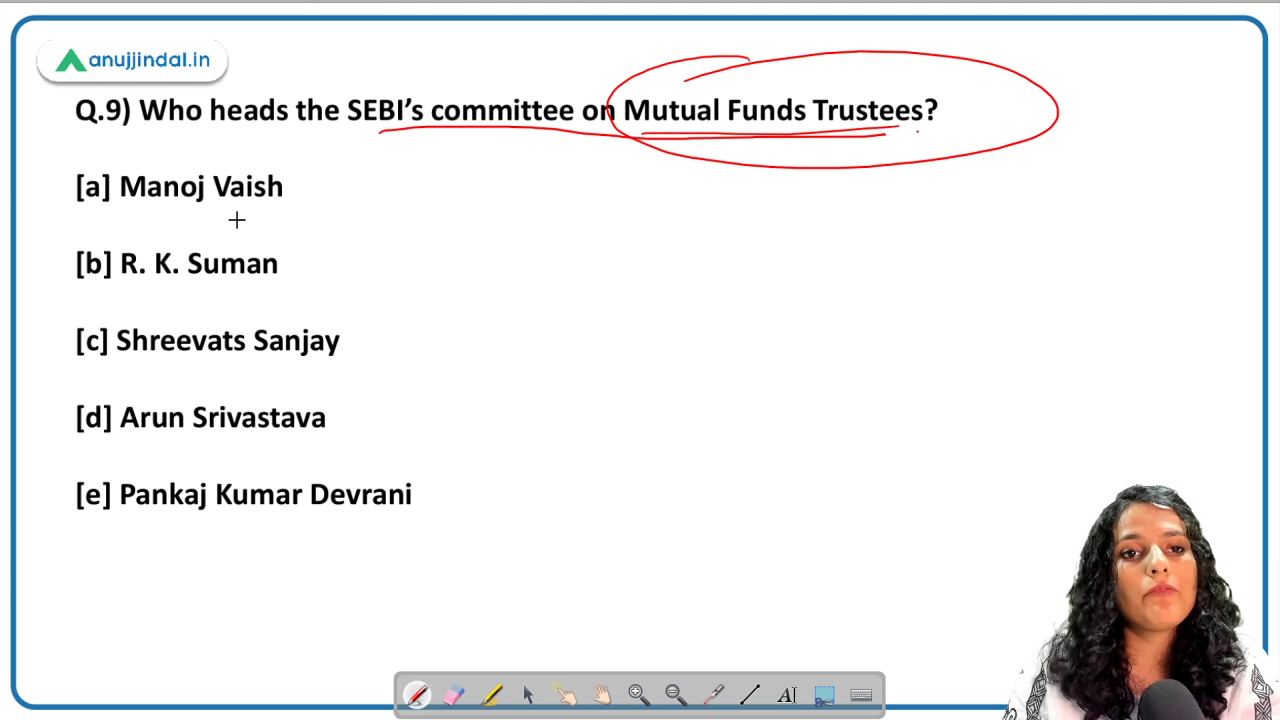 anujjindal.in
Q.9) Who heads the SEBI's committee on Mutual Funds Trustees?
[a] Manoj Vaish
[b] R. K. Suman
[c] Shreevats Sanjay
[d] Arun Srivastava
[e] Pankaj Kumar Devrani